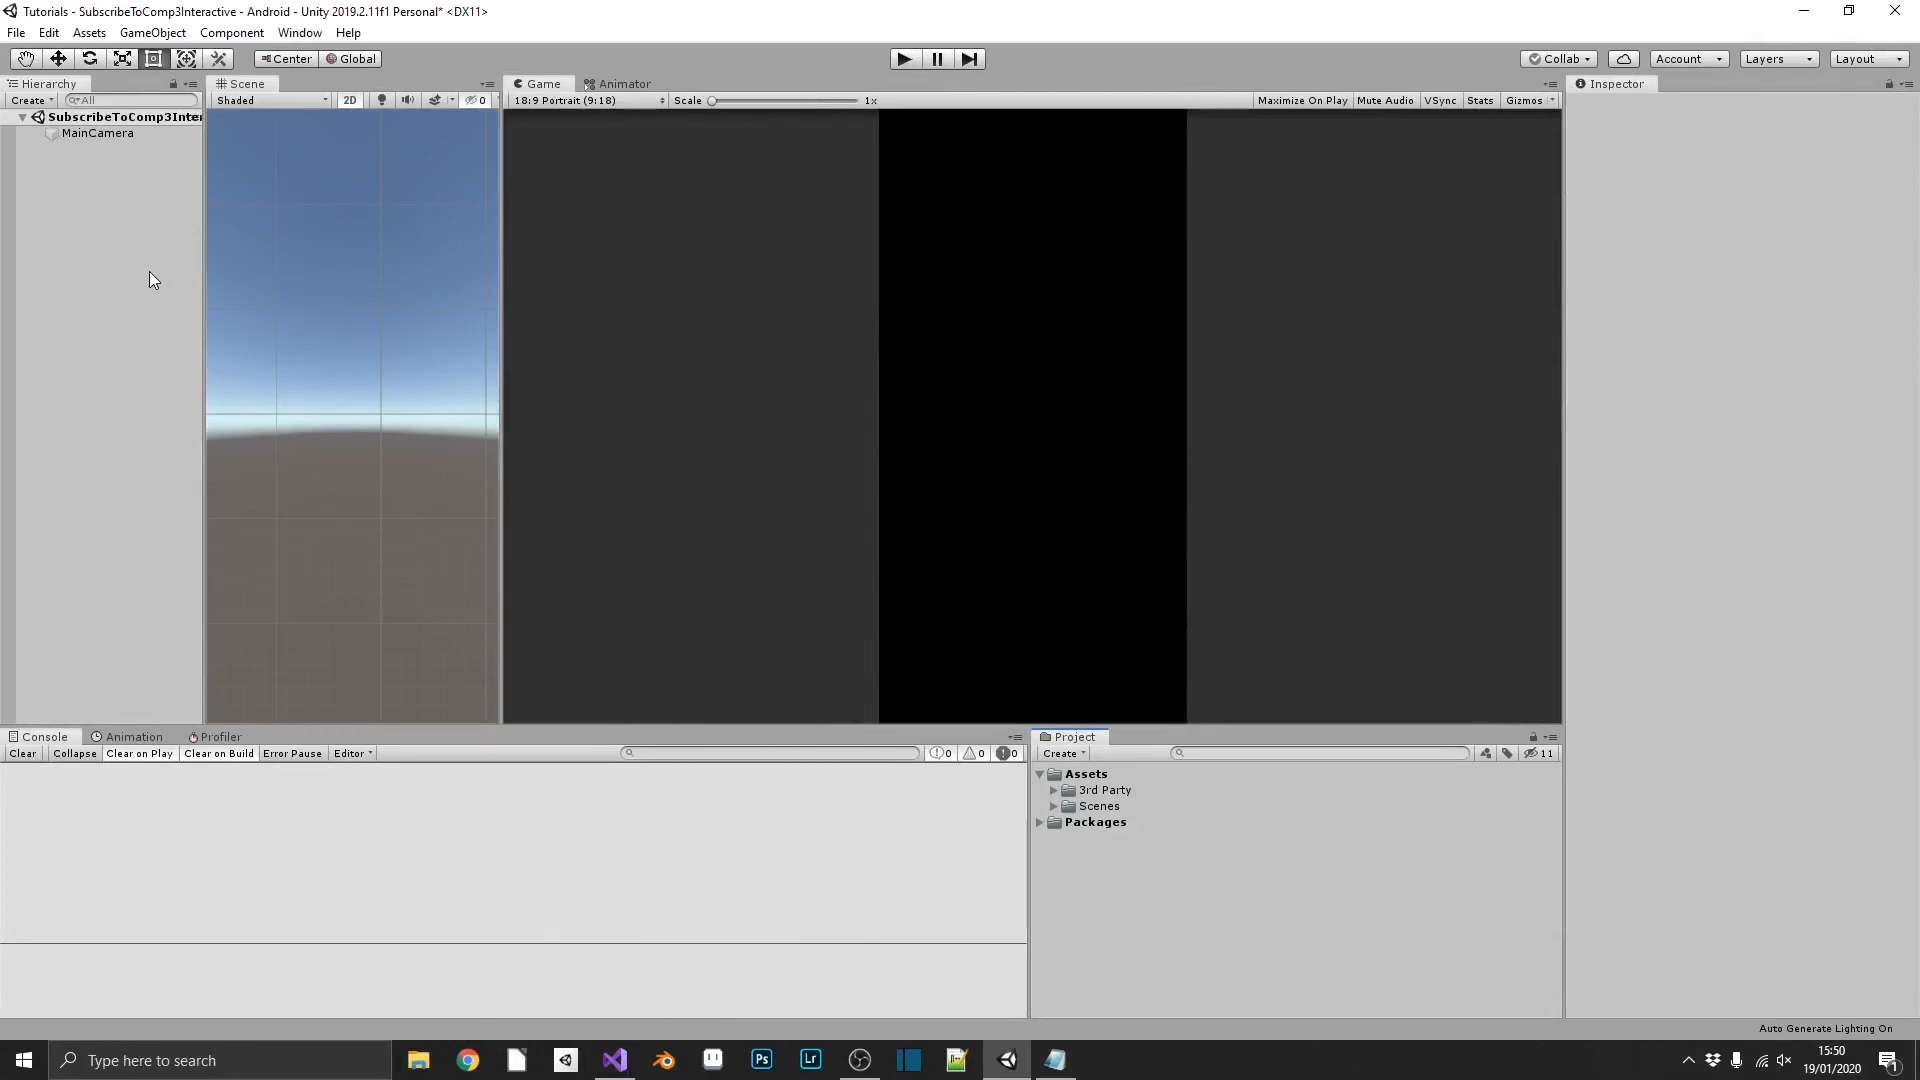 Tutorials - SubscribeToComp3Interactive - Android - Unity 2019.2.11f1 Personal* <DX11>
File Edit Assets GameObject Component Window Help
Center Global Collab Account Layers Layout
Hierarchy Scene Game Animator Inspector
Create All Shaded 2D 0 18:9 Portrait (9:18) Scale 1x Maximize On Play Mute Audio VSync Stats Gizmos
SubscribeToComp3Inter
MainCamera
Console Animation Profiler Project
Clear Collapse Clear on Play Clear on Build Error Pause Editor 0 0 0 Create 11
Assets
3rd Party
Scenes
Packages
Auto Generate Lighting On
Type here to search Ps Lr 15:50
19/01/2020 1